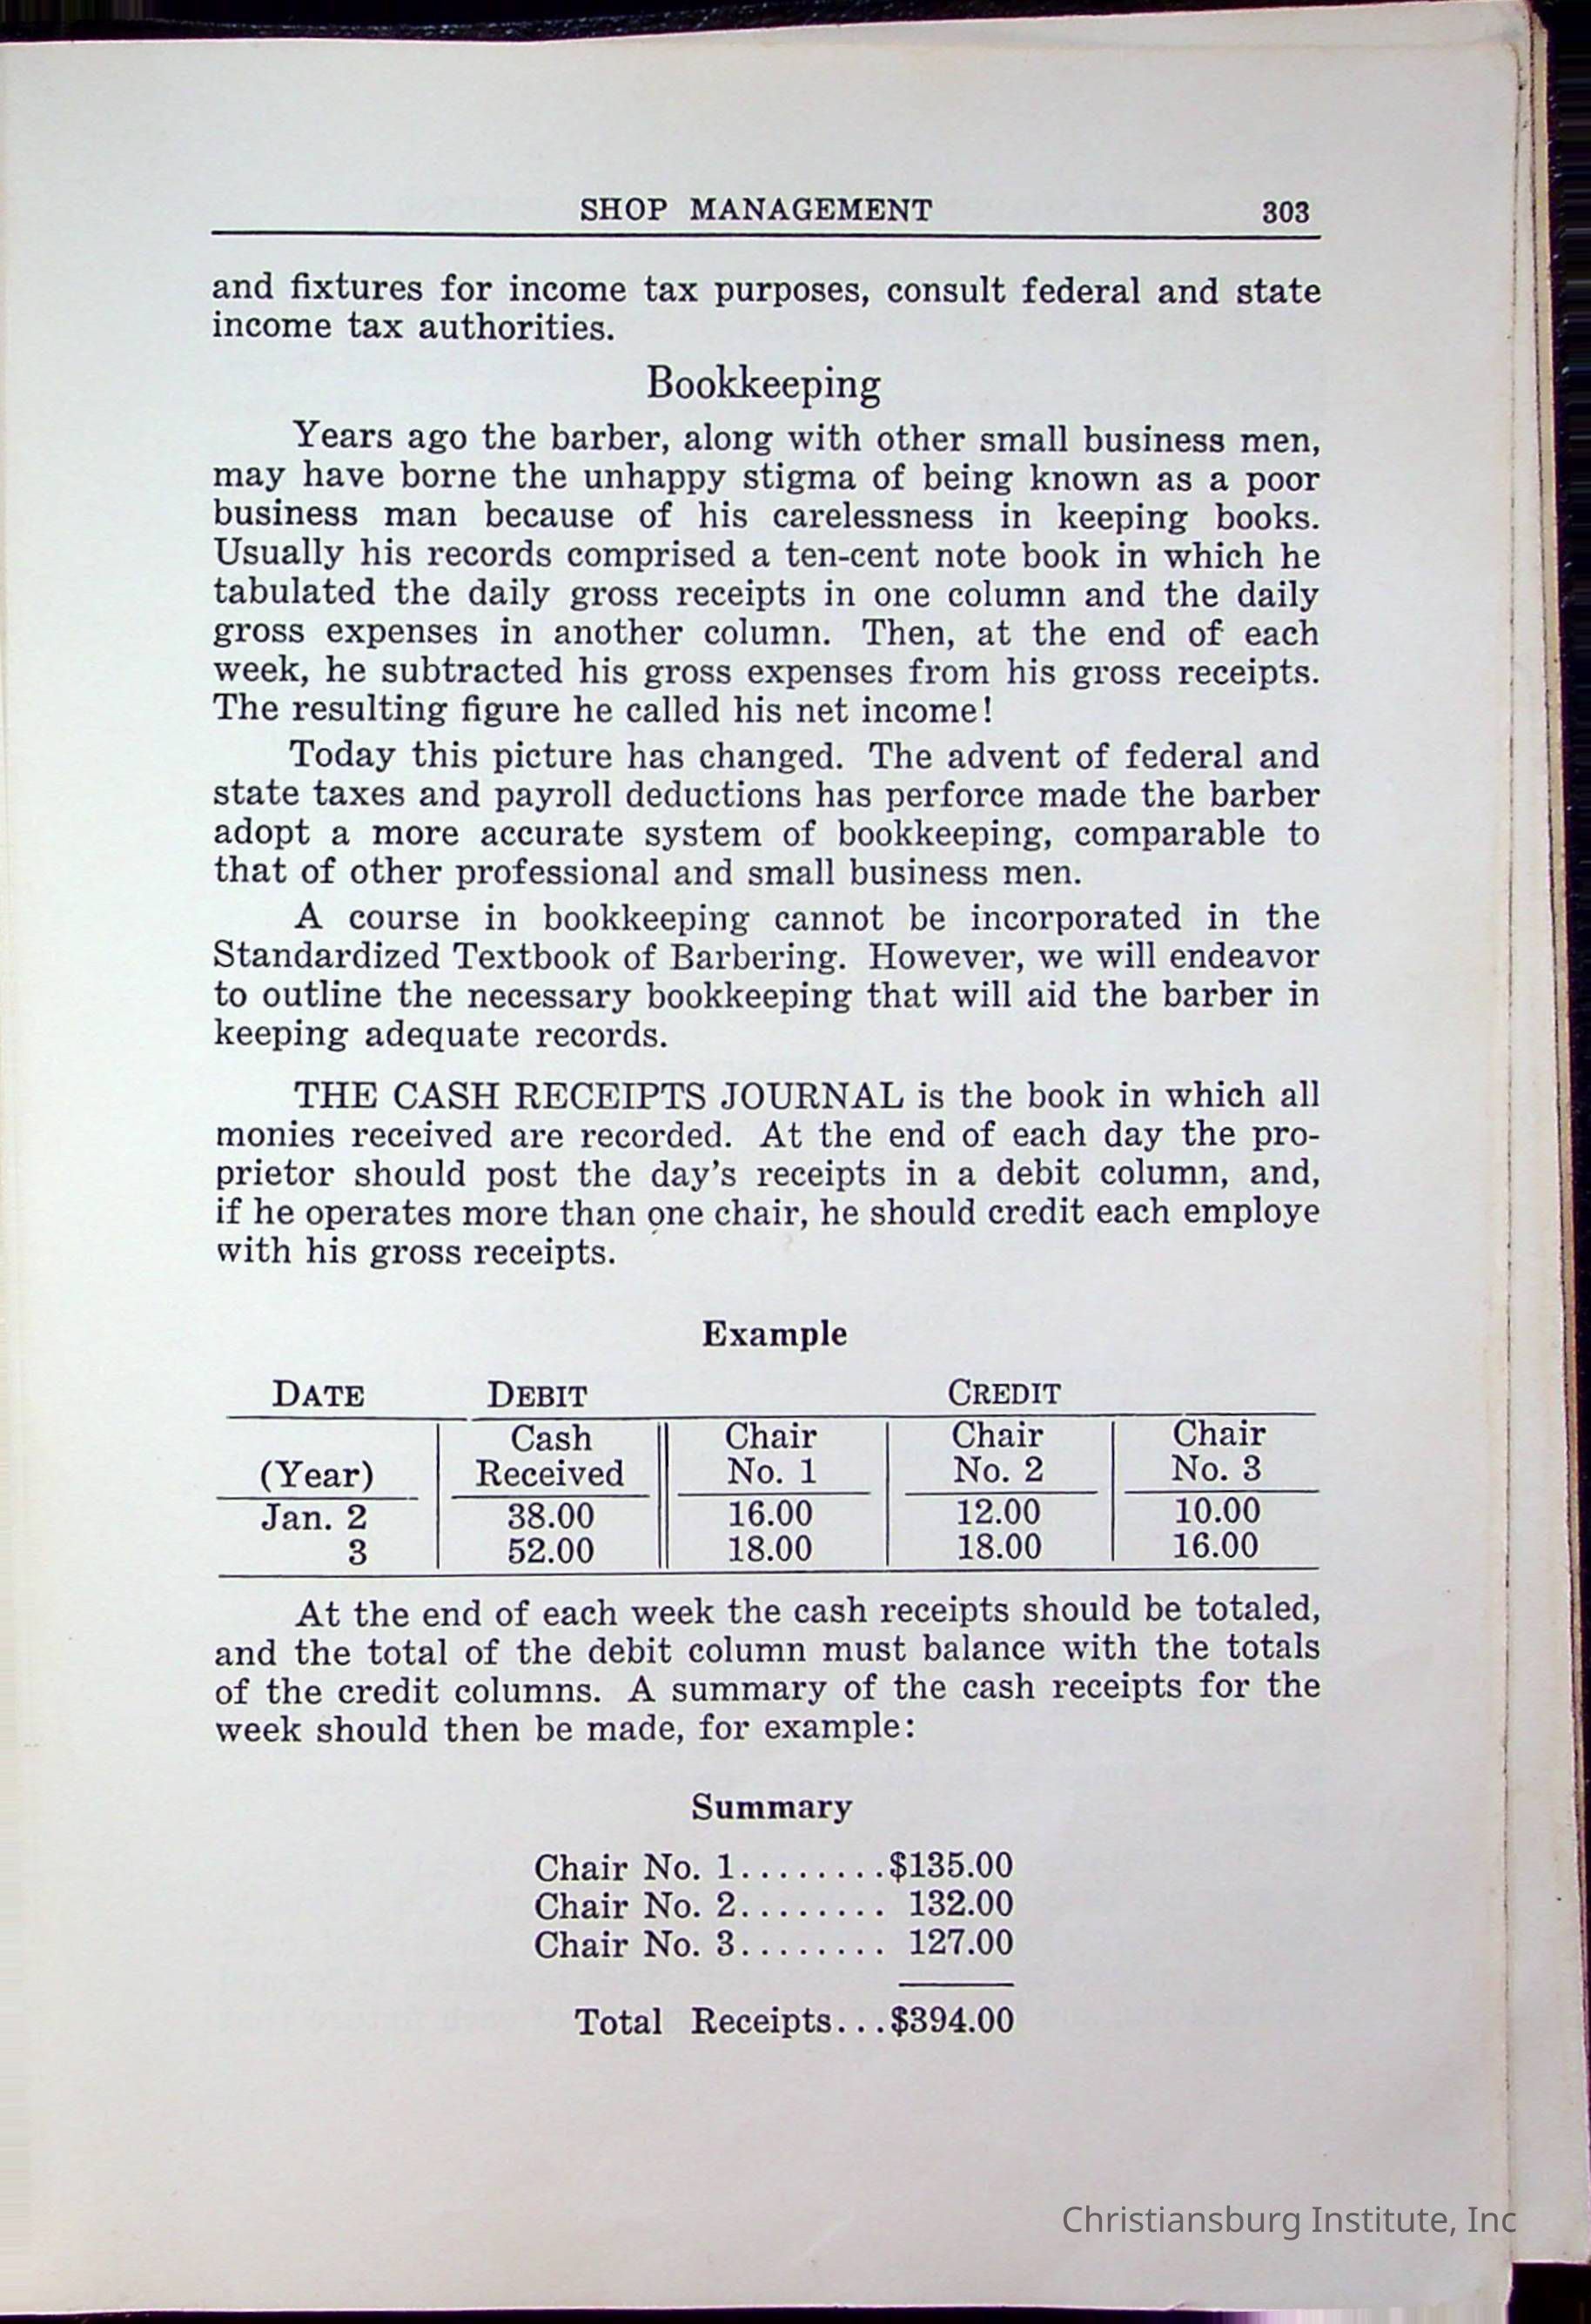 SHOP MANAGEMENT 303
and fixtures for income tax purposes, consult federal and state
income tax authorities.
Bookkeeping
Years ago the barber, along with other small business men,
may have borne the unhappy stigma of being known as a poor
business man because of his carelessness in keeping books.
Usually his records comprised a ten-cent note book in which he
tabulated the daily gross receipts in one column and the daily
gross expenses in another column. Then, at the end of each
week, he subtracted his gross expenses from his gross receipts.
The resulting figure he called his net income!
Today this picture has changed. The advent of federal and
state taxes and payroll deductions has perforce made the barber
adopt a more accurate system of bookkeeping, comparable to
that of other professional and small business men.
A course in bookkeeping cannot be incorporated in the
Standardized Textbook of Barbering. However, we will endeavor
to outline the necessary bookkeeping that will aid the barber in
keeping adequate records.
THE CASH RECEIPTS JOURNAL is the book in which all
monies received are recorded. At the end of each day the pro-
prietor should post the day's receipts in a debit column, and,
if he operates more than one chair, he should credit each employe
with his gross receipts.
Example
DATE DEBIT CREDIT
Cash Chair Chair Chair
(Year) Received No. 1 No. 2 No. 3
Jan. 2 38.00 16.00 12.00 10.00
3 52.00 18.00 18.00 16.00
At the end of each week the cash receipts should be totaled,
and the total of the debit column must balance with the totals
of the credit columns. A summary of the cash receipts for the
week should then be made, for example:
Summary
Chair No. 1........$135.00
Chair No. 2........ 132.00
Chair No. 3........ 127.00
Total Receipts...$394.00
Christiansburg Institute, Inc